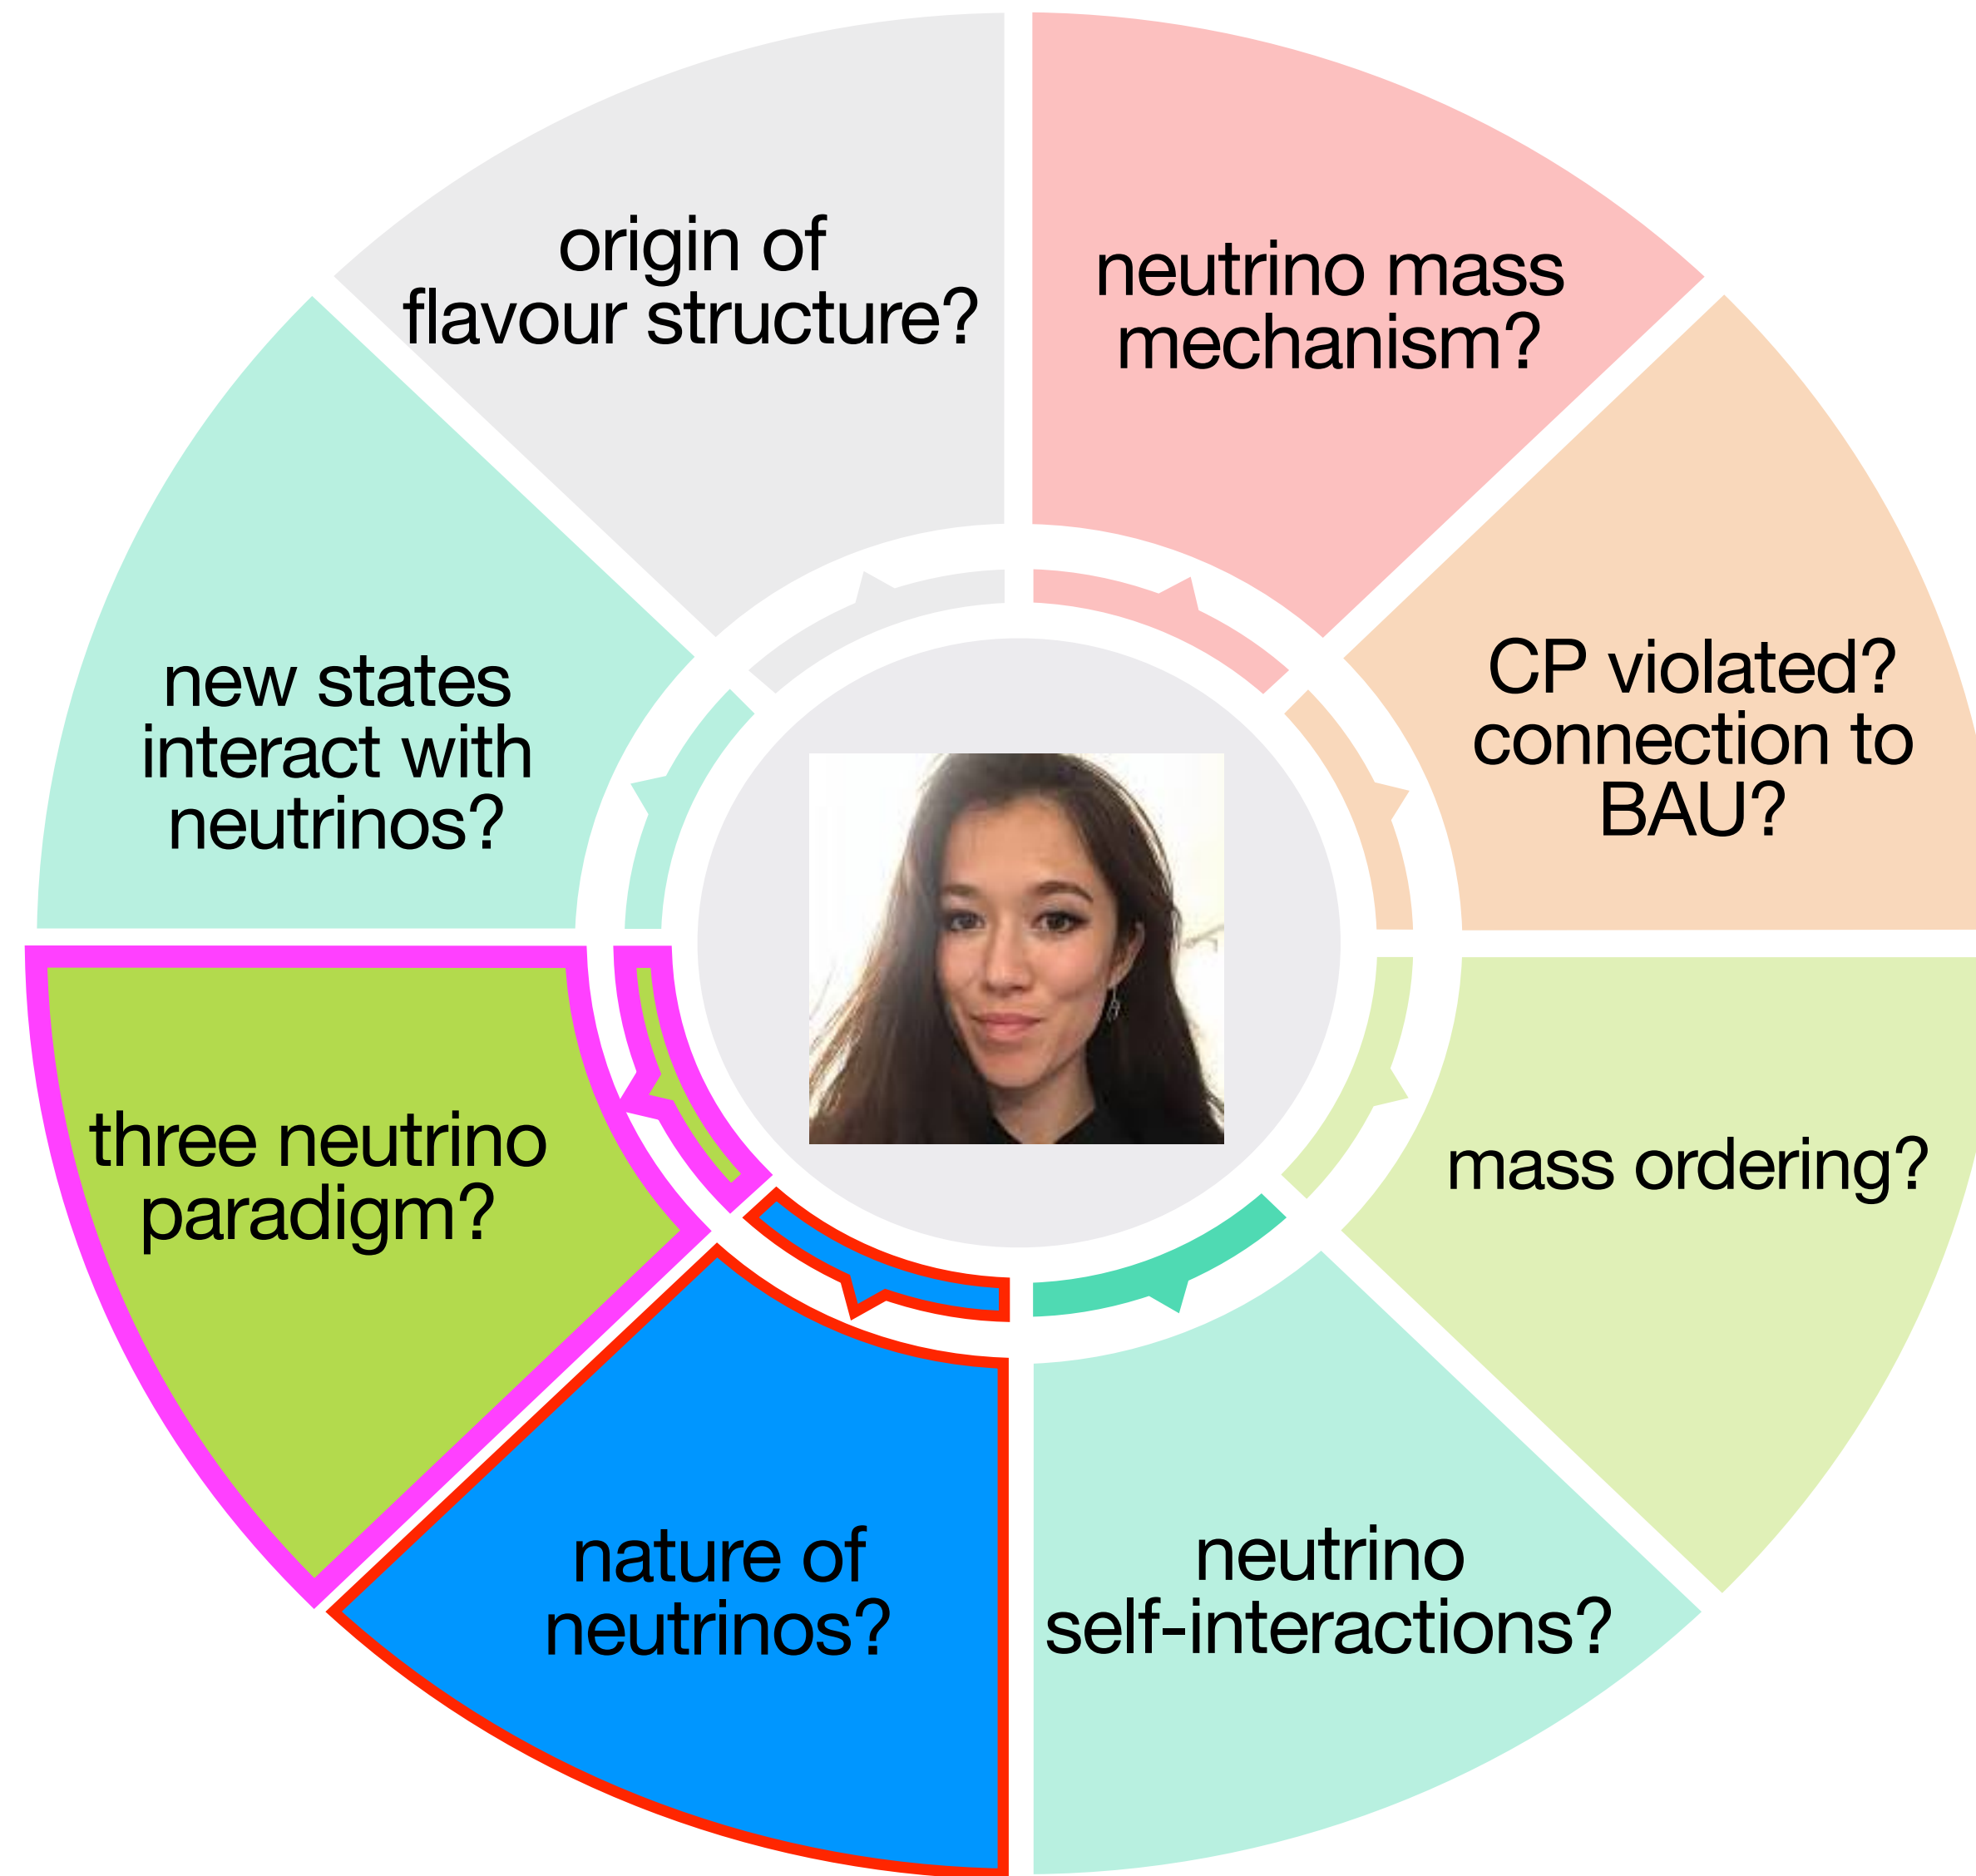 origin of
flavour structure?
neutrino mass
mechanism?
CP violated?
connection to
BAU?
mass ordering?
neutrino
self-interactions?
nature of
neutrinos?
three neutrino
paradigm?
new states
interact with
neutrinos?